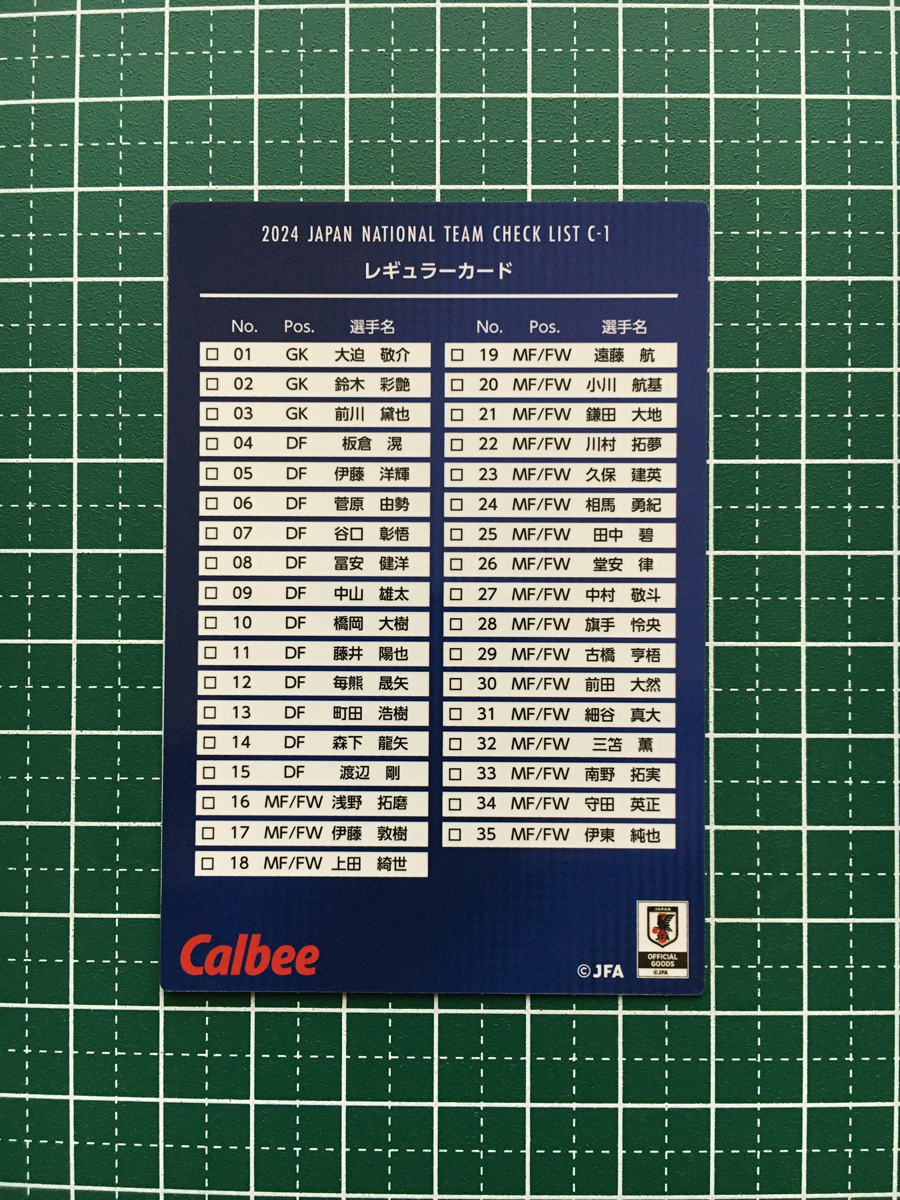 2024 JAPAN NATIONAL TEAM CHECK LIST C-1
レギュラーカード
No. Pos. 選手名
□ 01 GK 大迫 敬介
□ 02 GK 鈴木 彩艶
□ 03 GK 前川 黛也
□ 04 DF 板倉 滉
□ 05 DF 伊藤 洋輝
□ 06 DF 菅原 由勢
□ 07 DF 谷口 彰悟
□ 08 DF 冨安 健洋
□ 09 DF 中山 雄太
□ 10 DF 橋岡 大樹
□ 11 DF 藤井 陽也
□ 12 DF 毎熊 晟矢
□ 13 DF 町田 浩樹
□ 14 DF 森下 龍矢
□ 15 DF 渡辺 剛
□ 16 MF/FW 浅野 拓磨
□ 17 MF/FW 伊藤 敦樹
□ 18 MF/FW 上田 綺世
No. Pos. 選手名
□ 19 MF/FW 遠藤 航
□ 20 MF/FW 小川 航基
□ 21 MF/FW 鎌田 大地
□ 22 MF/FW 川村 拓夢
□ 23 MF/FW 久保 建英
□ 24 MF/FW 相馬 勇紀
□ 25 MF/FW 田中 碧
□ 26 MF/FW 堂安 律
□ 27 MF/FW 中村 敬斗
□ 28 MF/FW 旗手 怜央
□ 29 MF/FW 古橋 亨梧
□ 30 MF/FW 前田 大然
□ 31 MF/FW 細谷 真大
□ 32 MF/FW 三笘 薫
□ 33 MF/FW 南野 拓実
□ 34 MF/FW 守田 英正
□ 35 MF/FW 伊東 純也
Calbee
©JFA
JAPAN
JFA
OFFICIAL
GOODS
©JFA